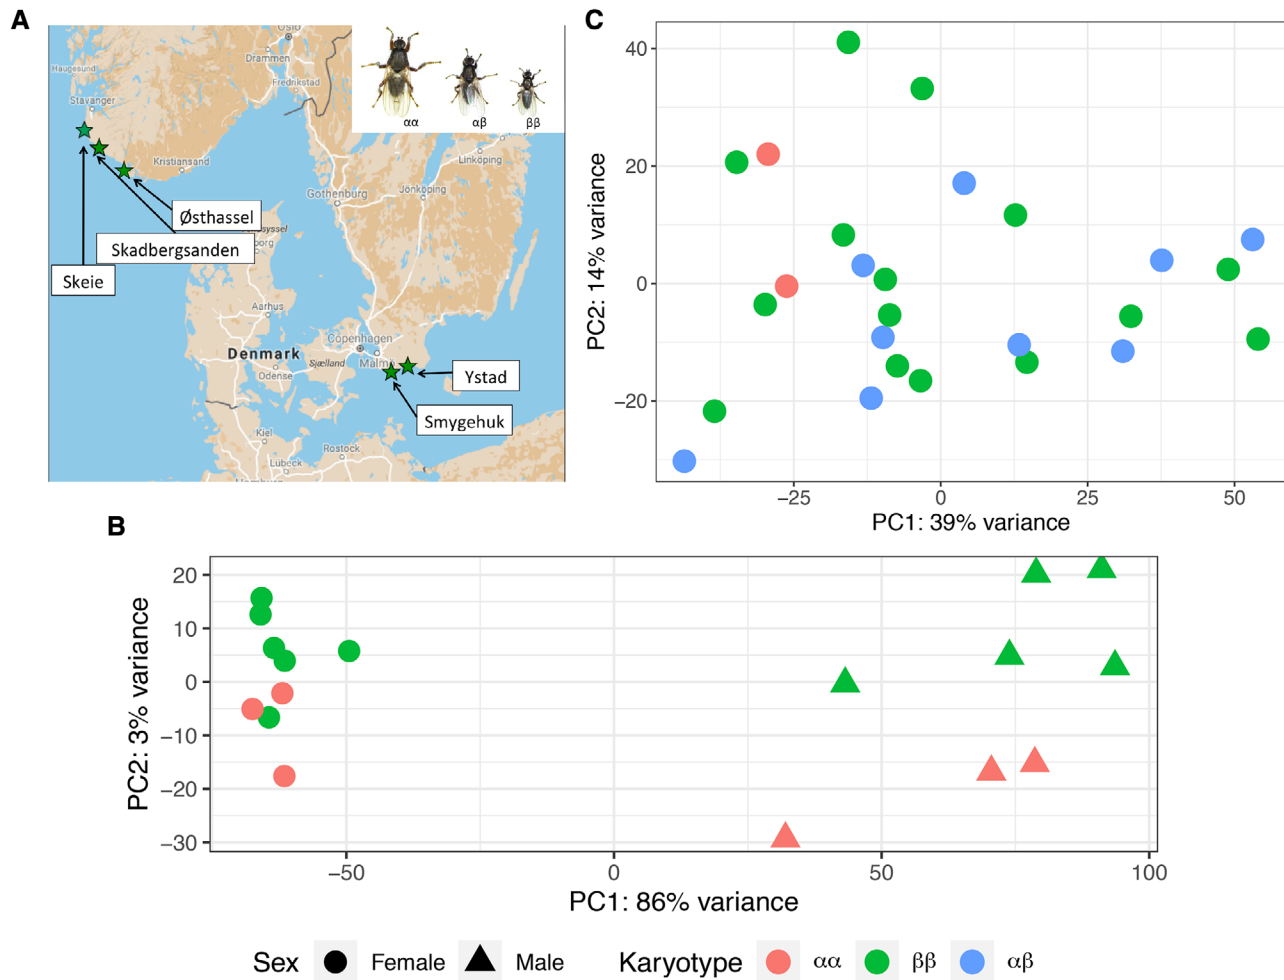 A
Oslo
Drammen
Haugesund
Fredrikstad
Stavanger
αα
αβ
ββ
Kristiansand
Linköping
Gothenburg
Jönköping
Østhassel
Skadbergsanden
Skeie
Aarhus
Copenhagen
Denmark
Sjælland
Malm
Odense
Ystad
Smygehuk
Kiel
Rostock
Lübeck
C
40
20
0
−20
PC2: 14% variance
−25
0
25
50
PC1: 39% variance
B
20
10
0
−10
−20
−30
PC2: 3% variance
−50
0
50
100
PC1: 86% variance
Sex Female Male Karyotype αα ββ αβ